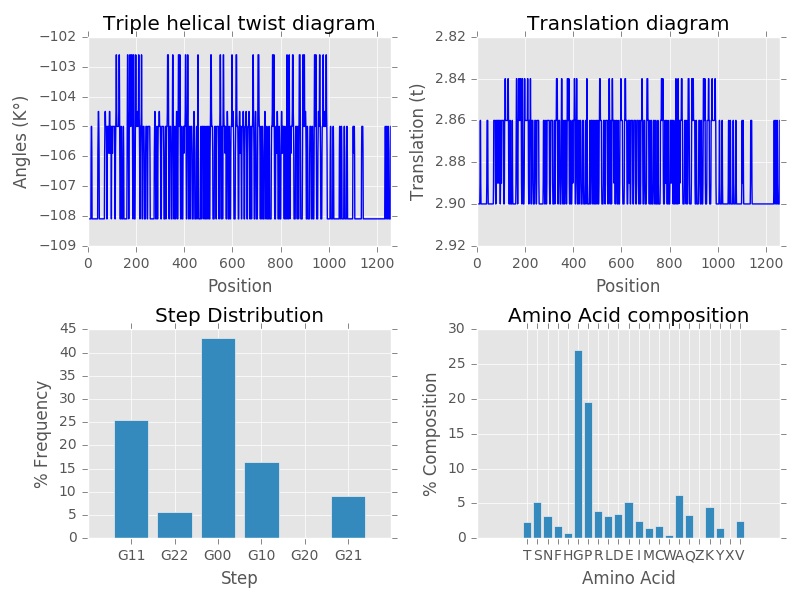 Triple helical twist diagram
−102
−103
−104
−105
−106
−107
−108
−109
Angles (K°)
0 200 400 600 800 1000 1200
Position
Translation diagram
2.82
2.84
2.86
2.88
2.90
2.92
Translation (t)
0 200 400 600 800 1000 1200
Position
Step Distribution
45
40
35
30
25
20
15
10
5
0
% Frequency
G11 G22 G00 G10 G20 G21
Step
Amino Acid composition
30
25
20
15
10
5
0
% Composition
T S N F H G P R L D E I M C W A Q Z K Y X V
Amino Acid